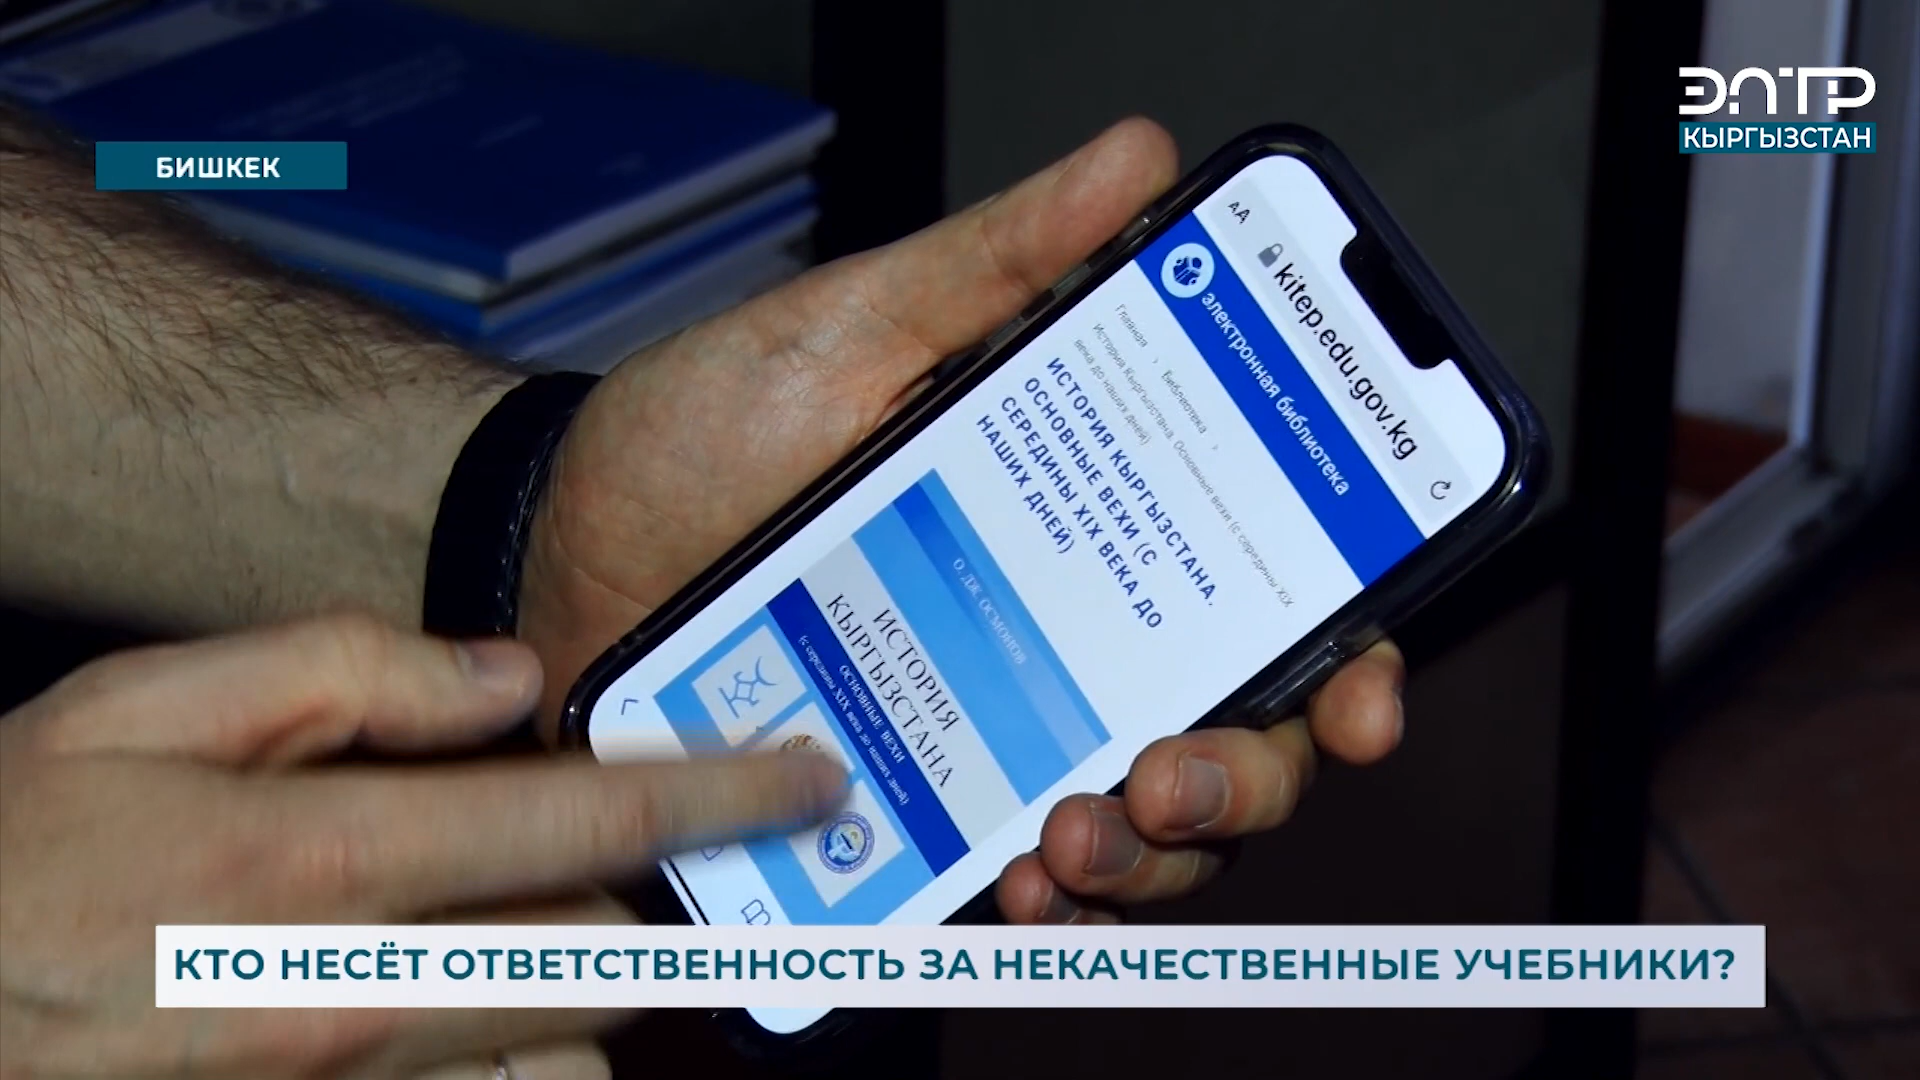 БИШКЕК
ЭЛТР
КЫРГЫЗСТАН
AA
kitep.edu.gov.kg
электронная библиотека
Главная › Библиотека ›
История Кыргызстана. Основные вехи (с середины XIX
века до наших дней)
ИСТОРИЯ КЫРГЫЗСТАНА.
ОСНОВНЫЕ ВЕХИ (С
СЕРЕДИНЫ XIX ВЕКА ДО
НАШИХ ДНЕЙ)
О. ДЖ. ОСМОНОВ
ИСТОРИЯ
КЫРГЫЗСТАНА
ОСНОВНЫЕ ВЕХИ
(с середины XIX века до наших дней)
КТО НЕСЁТ ОТВЕТСТВЕННОСТЬ ЗА НЕКАЧЕСТВЕННЫЕ УЧЕБНИКИ?